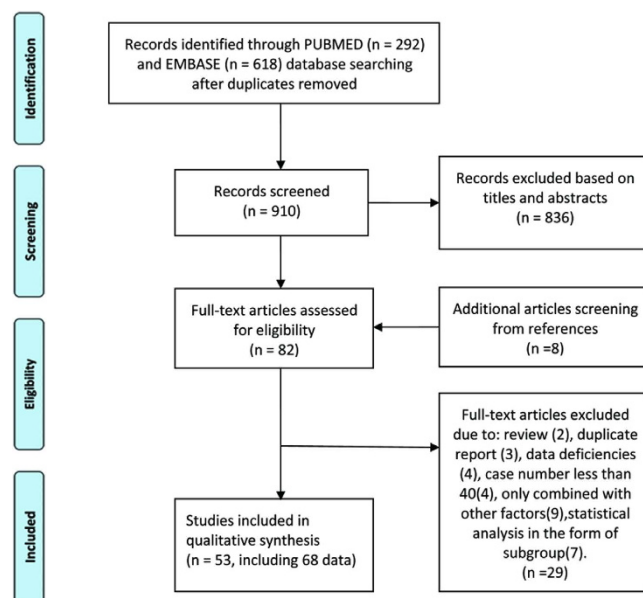 Identification
Records identified through PUBMED (n = 292)
and EMBASE (n = 618) database searching
after duplicates removed
Screening
Records screened
(n = 910)
Records excluded based on
titles and abstracts
(n = 836)
Eligibility
Full-text articles assessed
for eligibility
(n = 82)
Additional articles screening
from references
(n =8)
Full-text articles excluded
due to: review (2), duplicate
report (3), data deficiencies
(4), case number less than
40(4), only combined with
other factors(9),statistical
analysis in the form of
subgroup(7).
(n =29)
Included
Studies included in
qualitative synthesis
(n = 53, including 68 data)